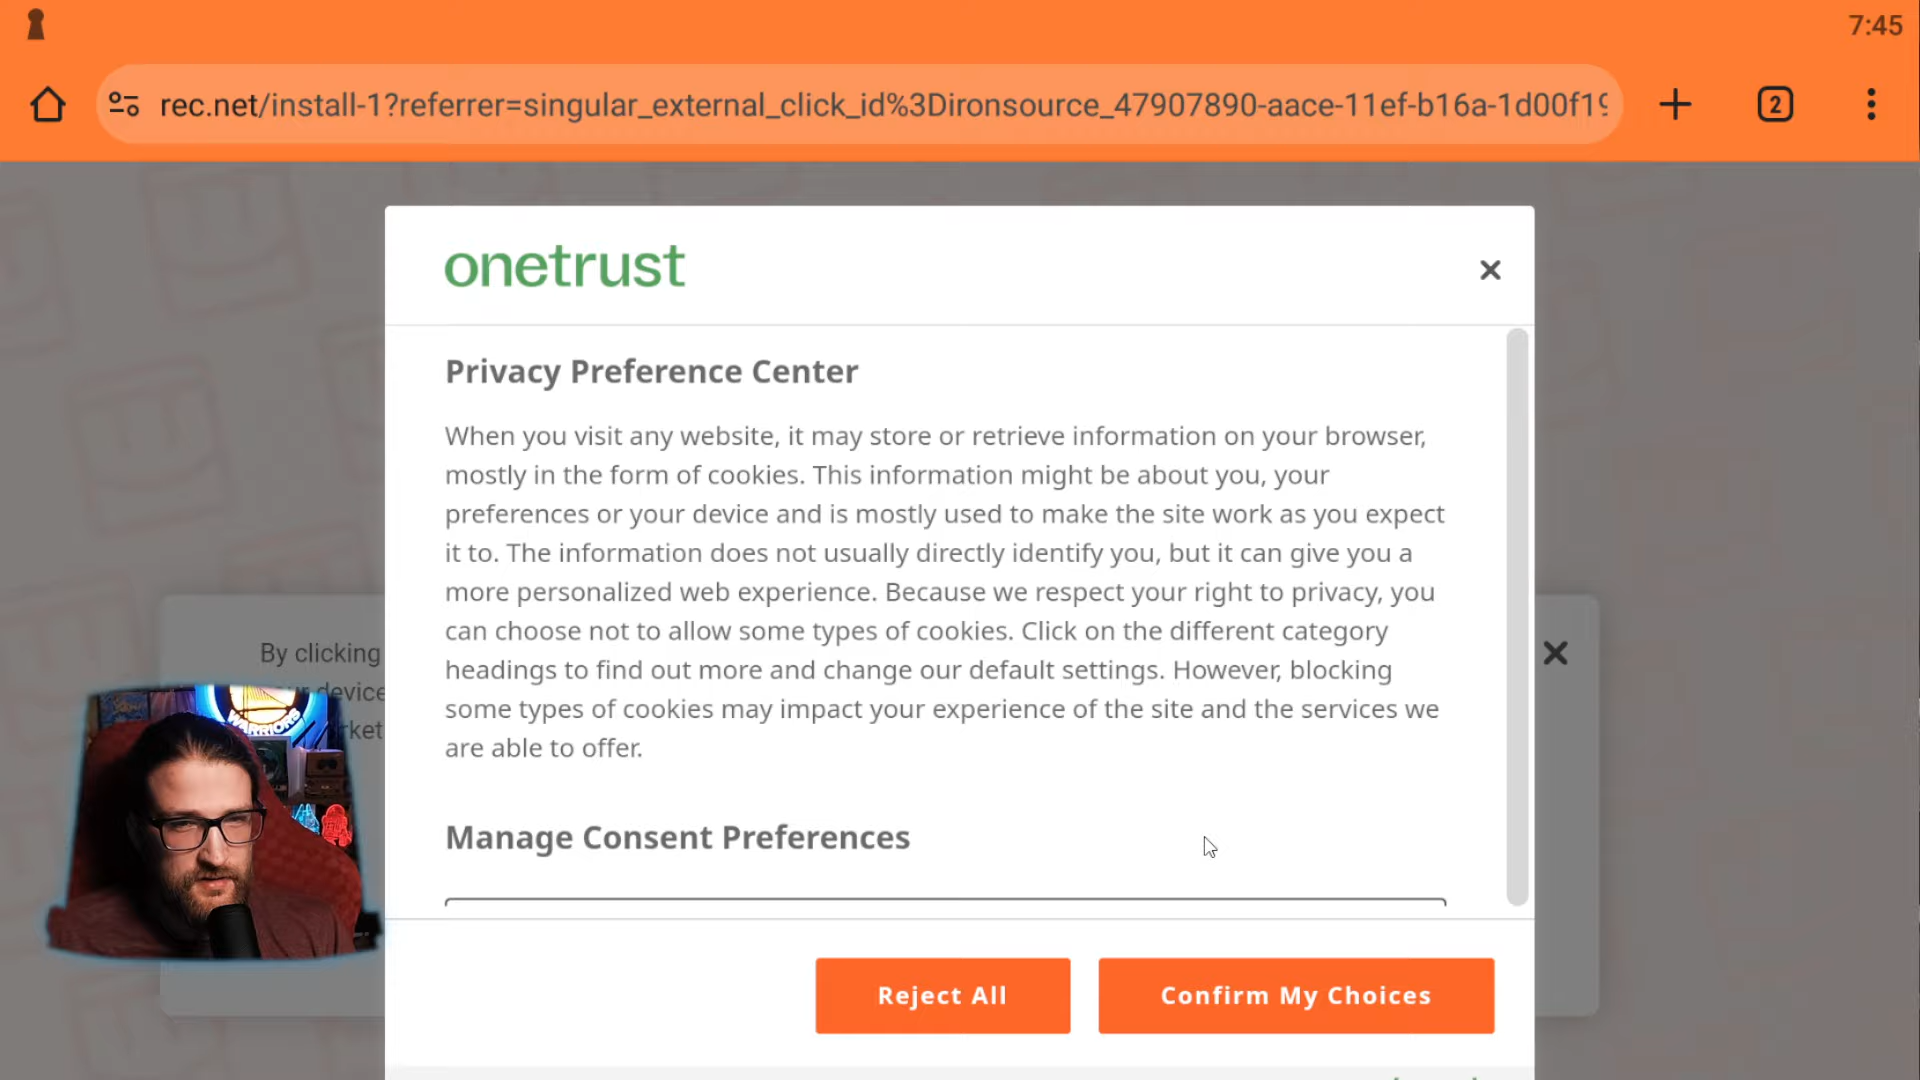 7:45
rec.net/install-1?referrer=singular_external_click_id%3Dironsource_47907890-aace-11ef-b16a-1d00f19
2
onetrust
Privacy Preference Center
When you visit any website, it may store or retrieve information on your browser,
mostly in the form of cookies. This information might be about you, your
preferences or your device and is mostly used to make the site work as you expect
it to. The information does not usually directly identify you, but it can give you a
more personalized web experience. Because we respect your right to privacy, you
can choose not to allow some types of cookies. Click on the different category
headings to find out more and change our default settings. However, blocking
some types of cookies may impact your experience of the site and the services we
are able to offer.
By clicking
device
Manage Consent Preferences
WARRIORS
Reject All
Confirm My Choices